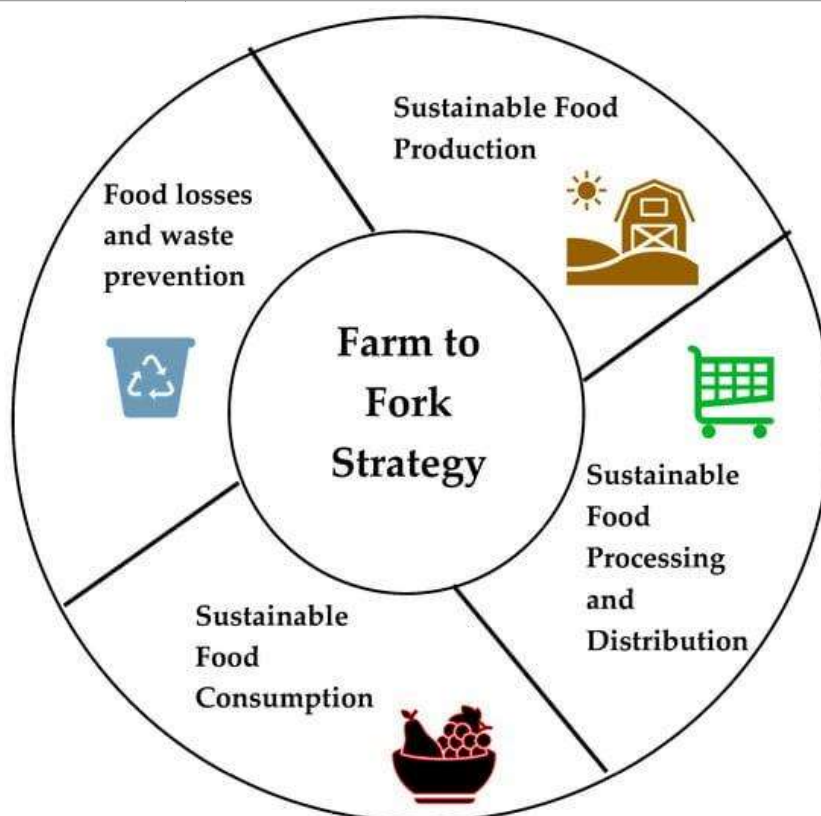 Sustainable Food
Production
Food losses
and waste
prevention
Farm to
Fork
Strategy
Sustainable
Food
Processing
and
Distribution
Sustainable
Food
Consumption